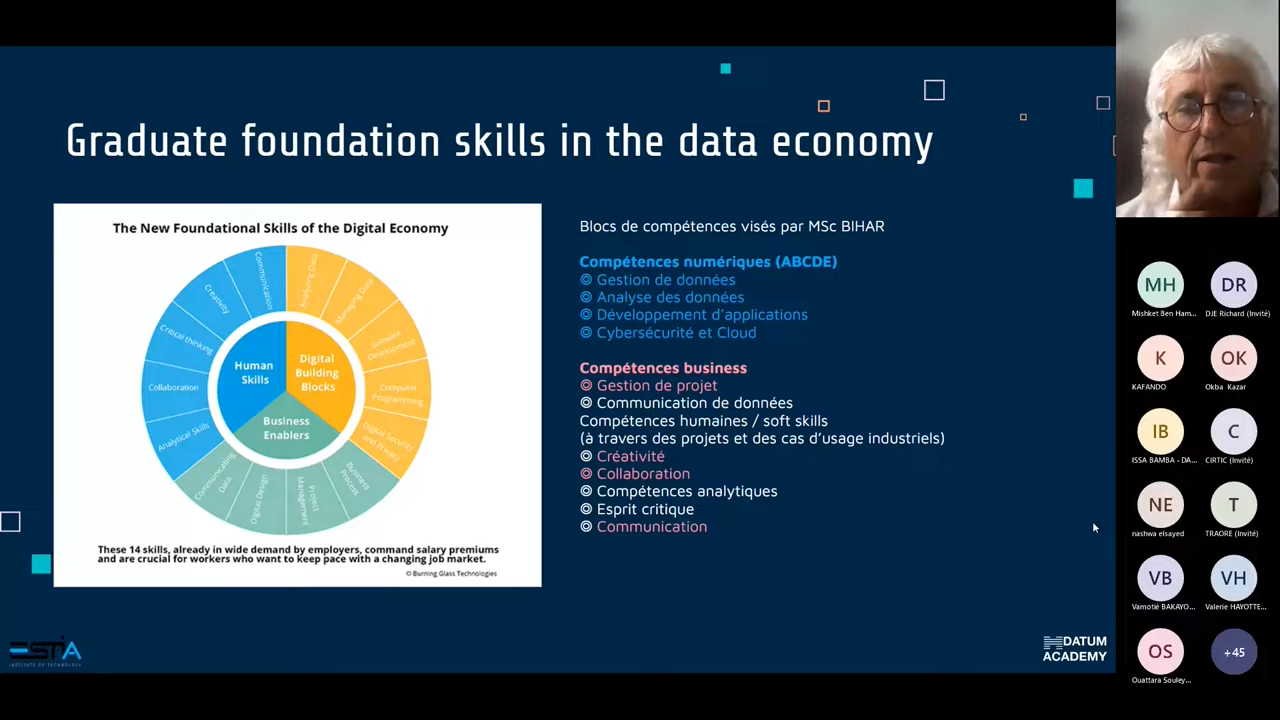 Graduate foundation skills in the data economy
The New Foundational Skills of the Digital Economy
Communication
Creativity
Critical thinking
Collaboration
Analytical Skills
Analyzing Data
Managing Data
Software
Development
Computer
Programming
Digital Security
and Privacy
Business
Process
Project
Management
Digital Design
Communicating
Data
Human
Skills
Digital
Building
Blocks
Business
Enablers
These 14 skills, already in wide demand by employers, command salary premiums
and are crucial for workers who want to keep pace with a changing job market.
© Burning Glass Technologies
Blocs de compétences visés par MSc BIHAR
Compétences numériques (ABCDE)
Gestion de données
Analyse des données
Développement d'applications
Cybersécurité et Cloud
Compétences business
Gestion de projet
Communication de données
Compétences humaines / soft skills
(à travers des projets et des cas d'usage industriels)
Créativité
Collaboration
Compétences analytiques
Esprit critique
Communication
ESTIA
INSTITUTE OF TECHNOLOGY
DATUM
ACADEMY
MH
Mishket Ben Ham...
DR
DJE Richard (Invité)
K
KAFANDO
OK
Okba Kazar
IB
ISSA BAMBA - DA...
C
CIRTIC (Invité)
NE
nashwa elsayed
T
TRAORE (Invité)
VB
Vamotié BAKAYO...
VH
Valerie HAYOTTE...
OS
Ouattara Souley...
+45